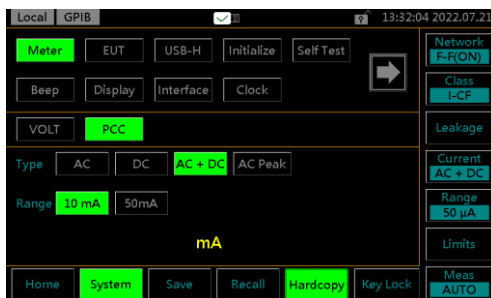 Local GPIB 13:32:04 2022.07.21
Meter EUT USB-H Initialize Self Test
Beep Display Interface Clock
VOLT PCC
Type AC DC AC + DC AC Peak
Range 10 mA 50mA
mA
Home System Save Recall Hardcopy Key Lock
Network
F-F(ON)
Class
I-CF
Leakage
Current
AC + DC
Range
50 µA
Limits
Meas
AUTO